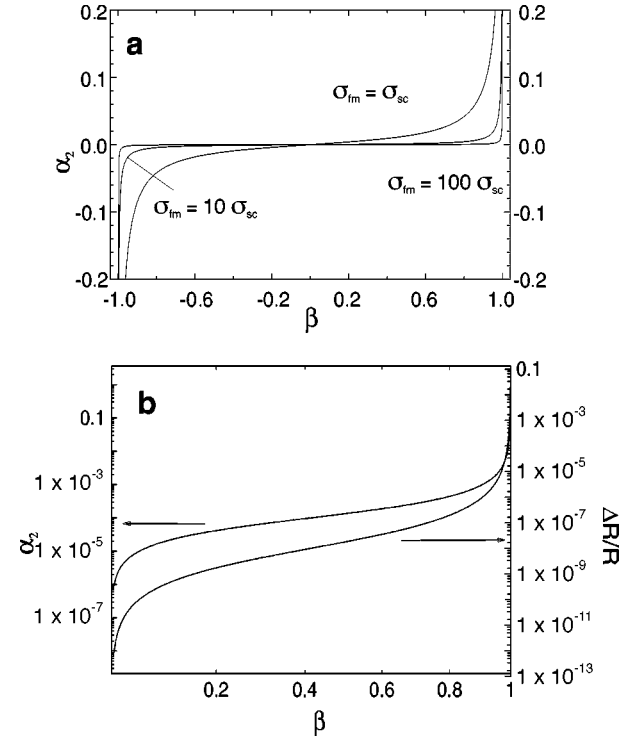 a
0.2 0.2
0.1 0.1
0.0 0.0
-0.1 -0.1
-0.2 -0.2
α₂
σfm = σsc
σfm = 100 σsc
σfm = 10 σsc
-1.0 -0.6 -0.2 0.2 0.6 1.0
β
b
0.1
1 x 10⁻³
1 x 10⁻⁵
1 x 10⁻⁷
α₂
0.1
1 x 10⁻³
1 x 10⁻⁵
1 x 10⁻⁷
1 x 10⁻⁹
1 x 10⁻¹¹
1 x 10⁻¹³
ΔR/R
0.2 0.4 0.6 0.8 1
β